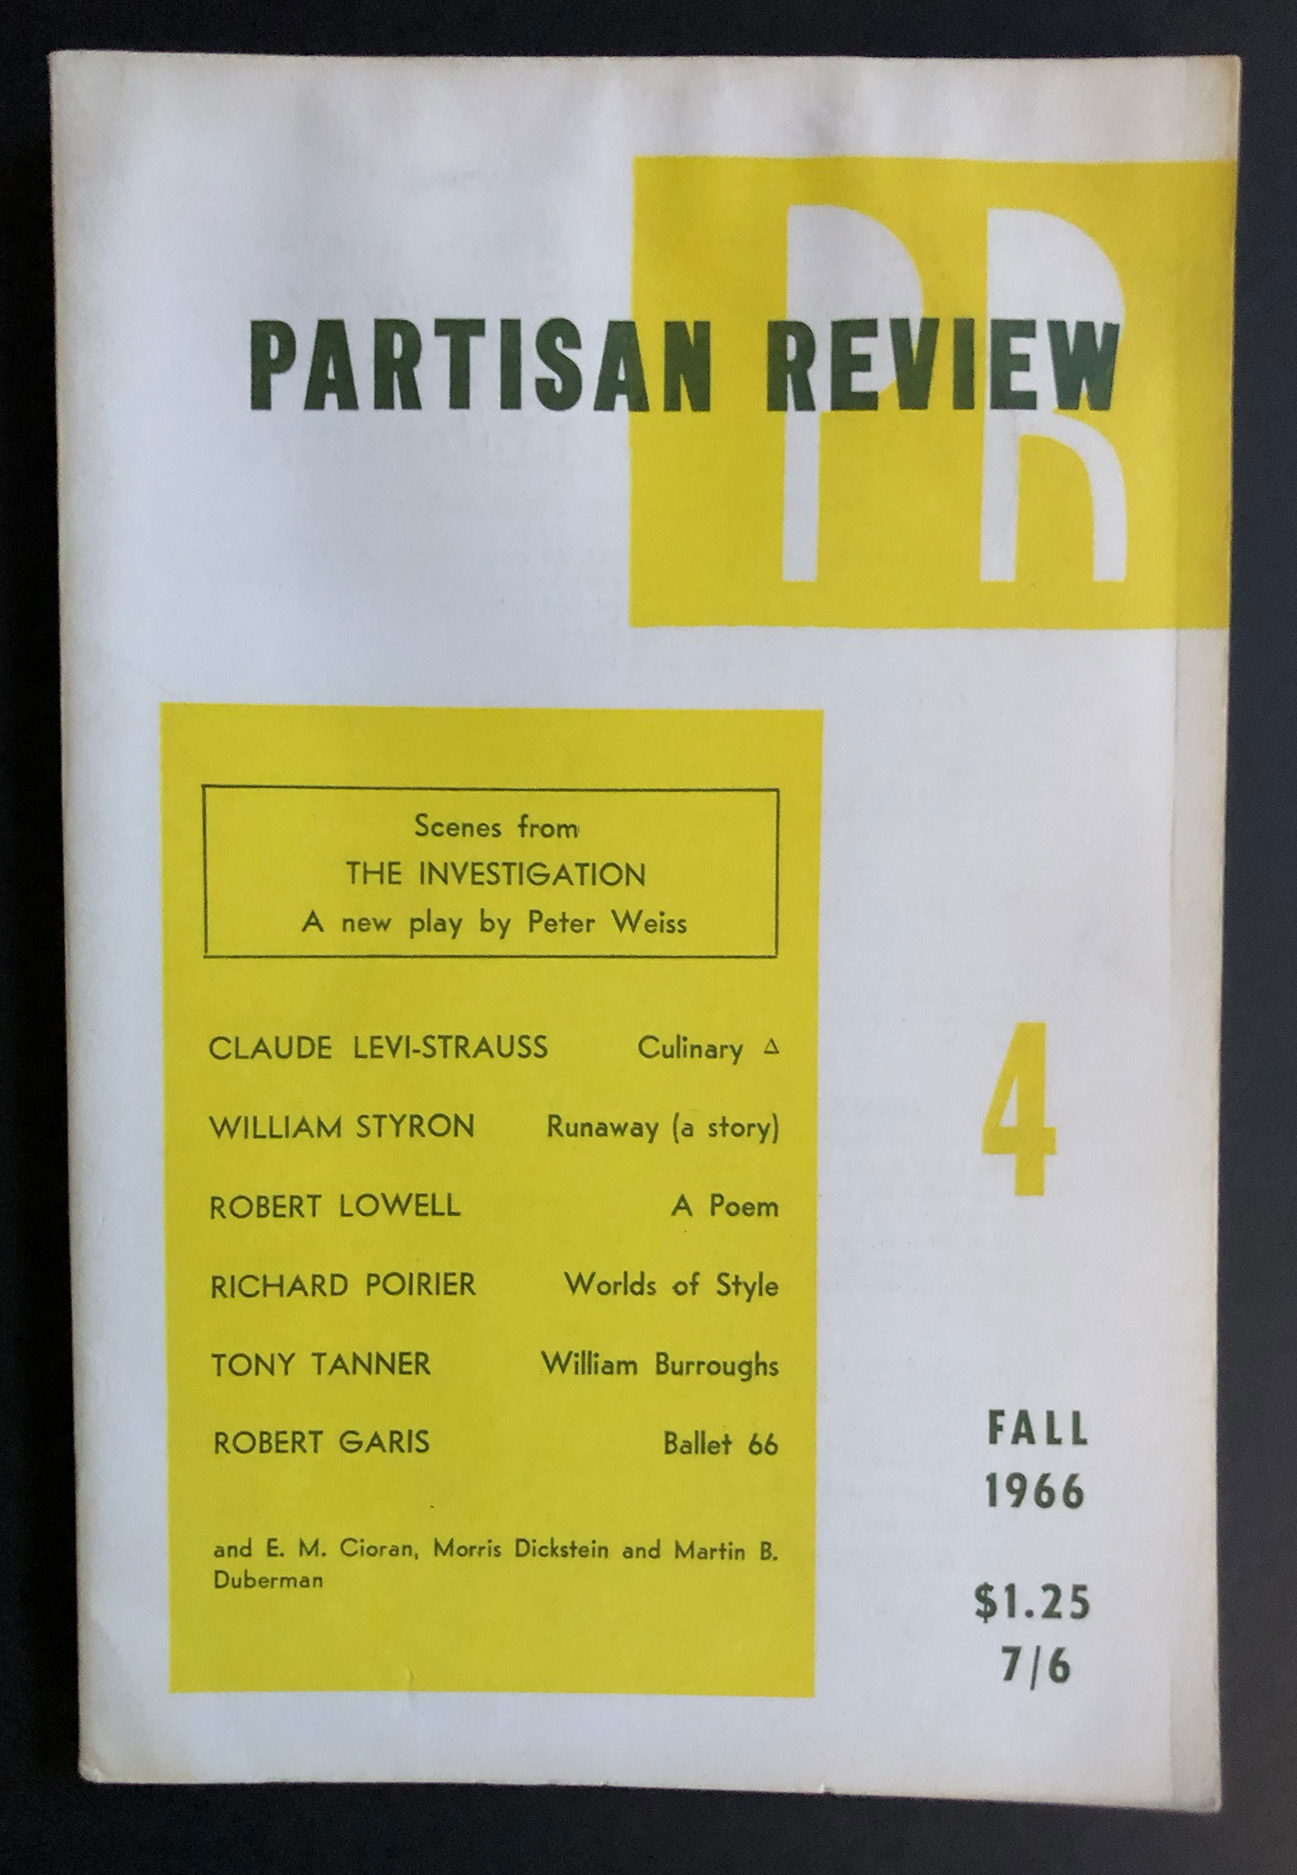 PR
PARTISAN REVIEW
Scenes from
THE INVESTIGATION
A new play by Peter Weiss
CLAUDE LEVI-STRAUSS Culinary Δ
WILLIAM STYRON Runaway (a story)
ROBERT LOWELL A Poem
RICHARD POIRIER Worlds of Style
TONY TANNER William Burroughs
ROBERT GARIS Ballet 66
and E. M. Cioran, Morris Dickstein and Martin B.
Duberman
4
FALL
1966
$1.25
7/6